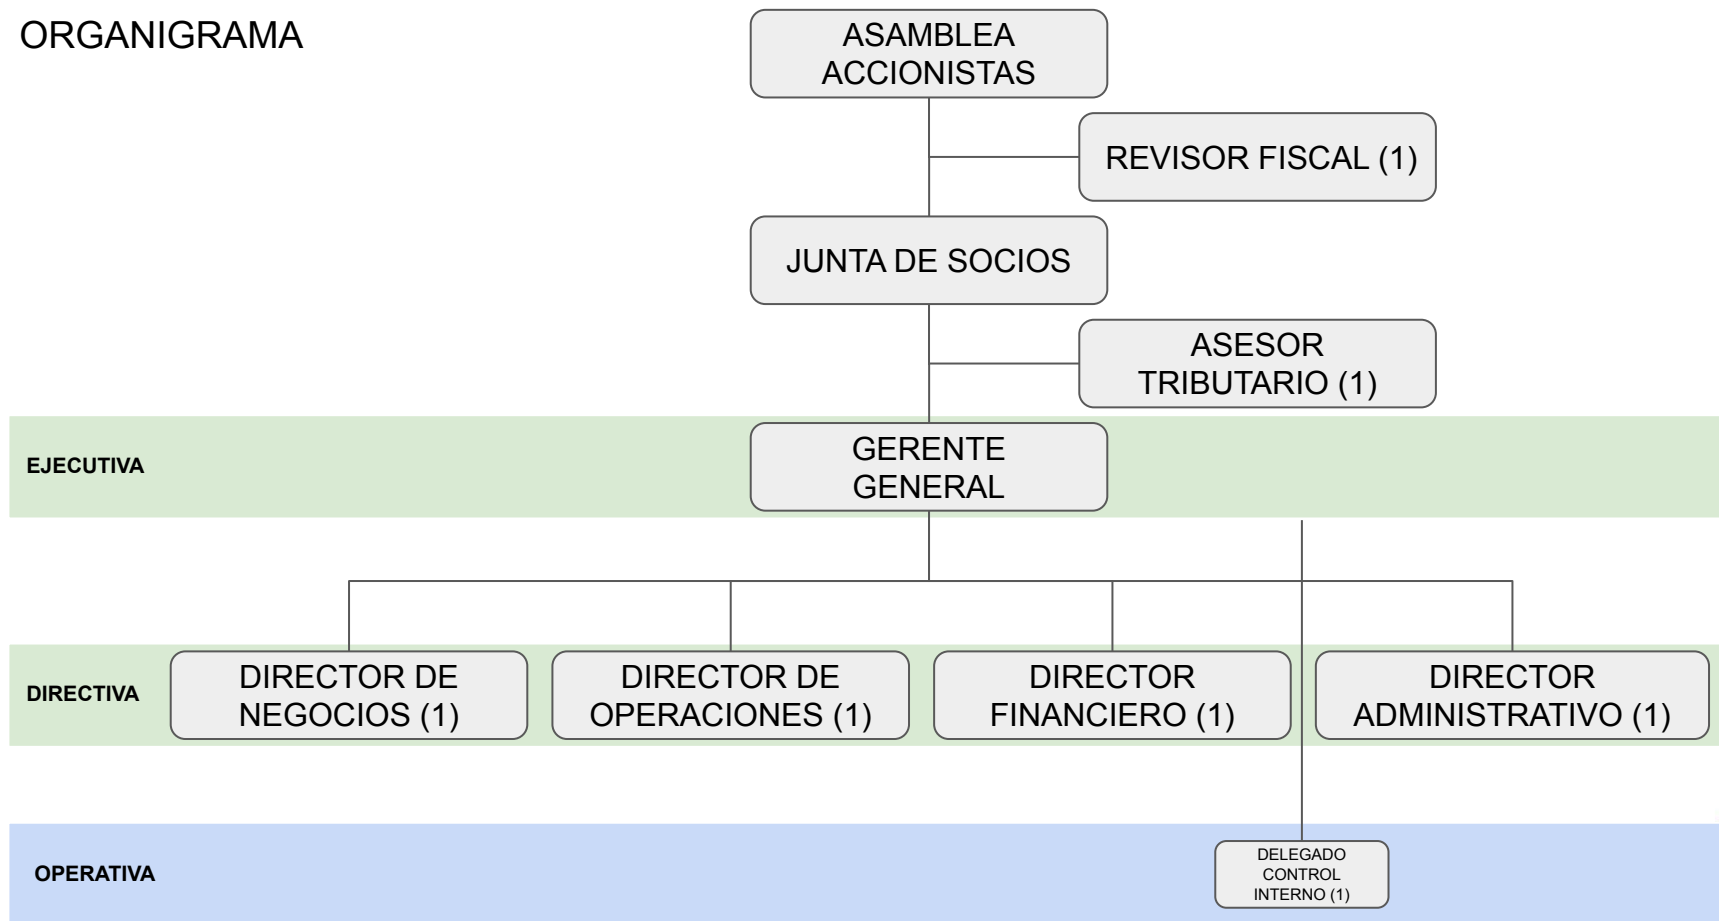 ORGANIGRAMA
ASAMBLEA
ACCIONISTAS
REVISOR FISCAL (1)
JUNTA DE SOCIOS
ASESOR
TRIBUTARIO (1)
EJECUTIVA
GERENTE
GENERAL
DIRECTIVA
DIRECTOR DE
NEGOCIOS (1)
DIRECTOR DE
OPERACIONES (1)
DIRECTOR
FINANCIERO (1)
DIRECTOR
ADMINISTRATIVO (1)
OPERATIVA
DELEGADO
CONTROL
INTERNO (1)